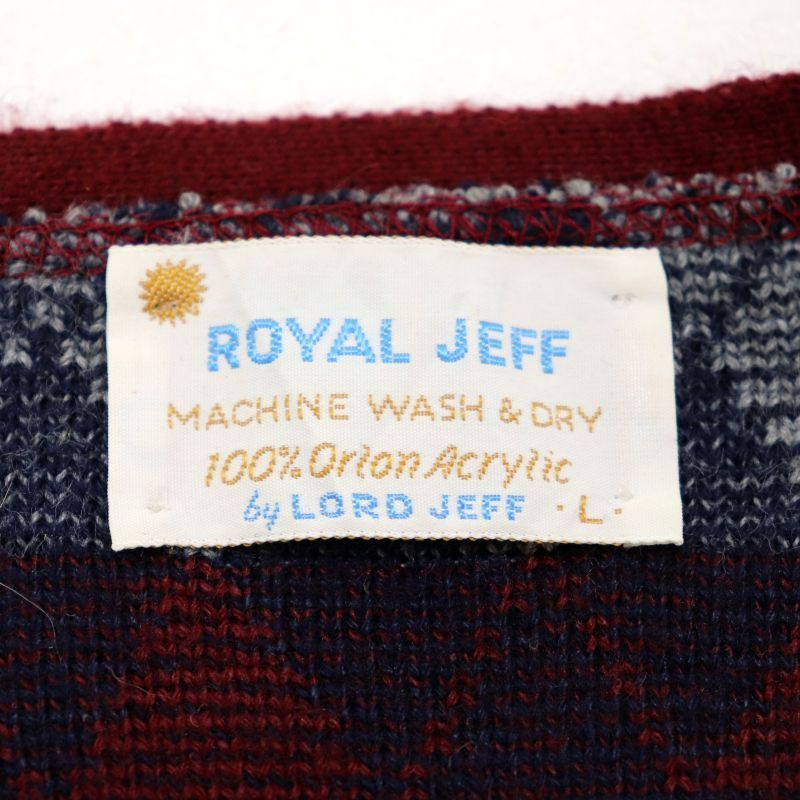 ROYAL JEFF
MACHINE WASH & DRY
100% Orlon Acrylic
by LORD JEFF · L ·